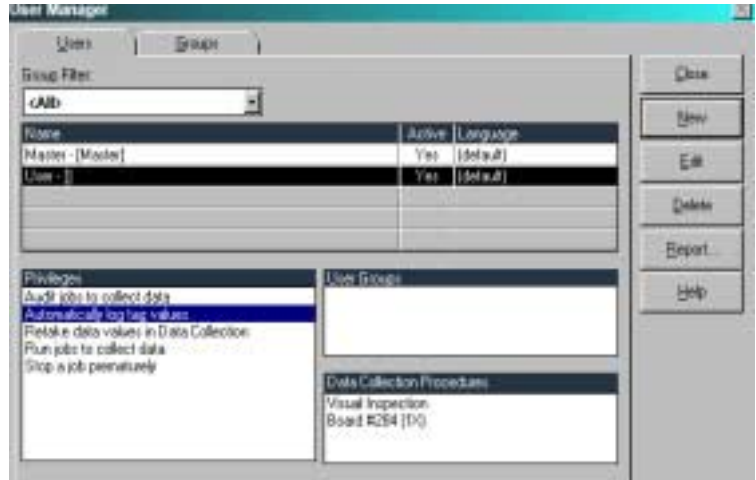 User Manager
Users
Groups
Group Filter:
<All>
Name Active Language
Master - [Master] Yes (default)
User - [] Yes (default)
Privileges
Audit jobs to collect data
Automatically log tag values
Retake data values in Data Collection
Run jobs to collect data
Stop a job prematurely
User Groups
Data Collection Procedures
Visual Inspection
Board #284 (1X)
Close
New
Edit
Delete
Report...
Help